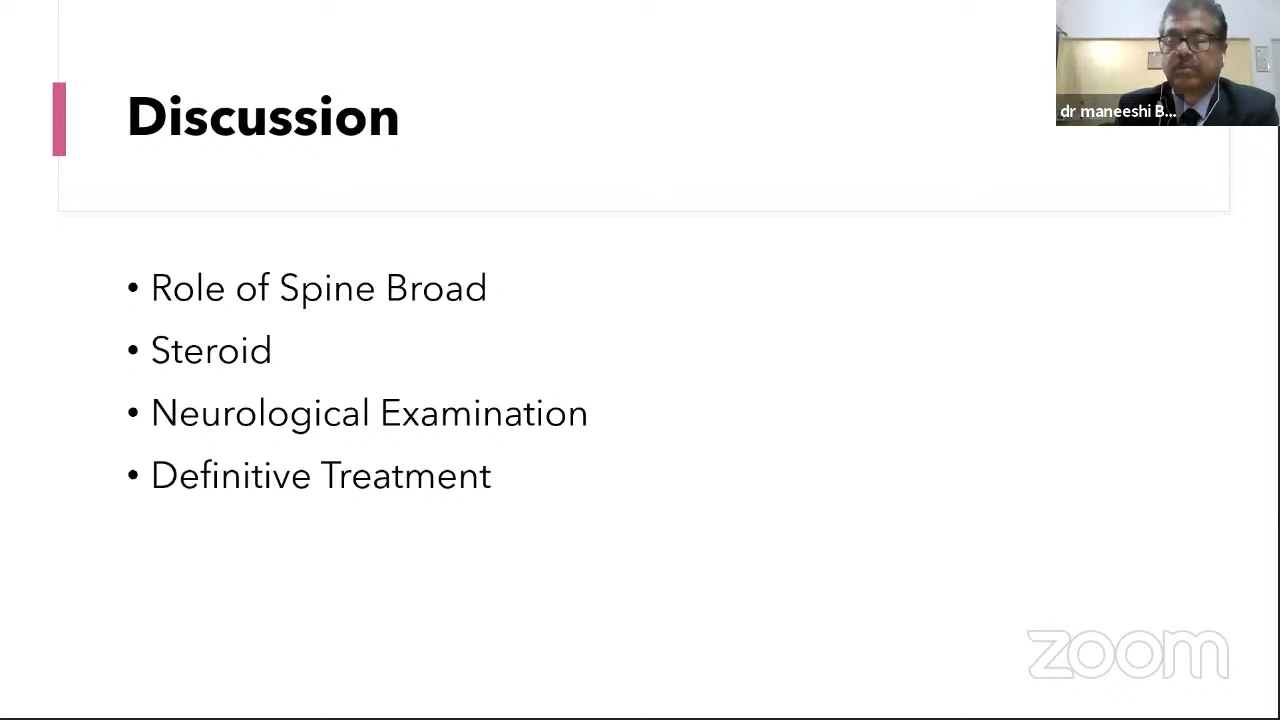 Discussion
dr maneeshi B...
• Role of Spine Broad
• Steroid
• Neurological Examination
• Definitive Treatment
zoom